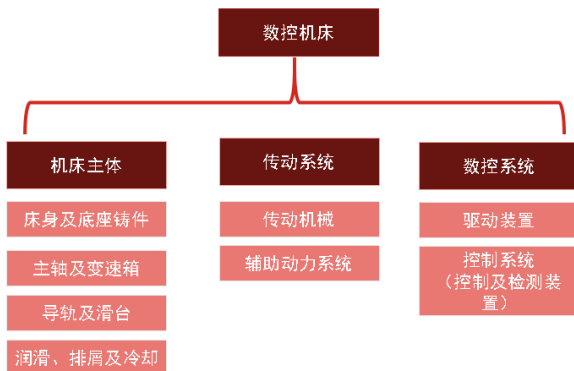 数控机床
机床主体
床身及底座铸件
主轴及变速箱
导轨及滑台
润滑、排屑及冷却
传动系统
传动机械
辅助动力系统
数控系统
驱动装置
控制系统
（控制及检测装
置）